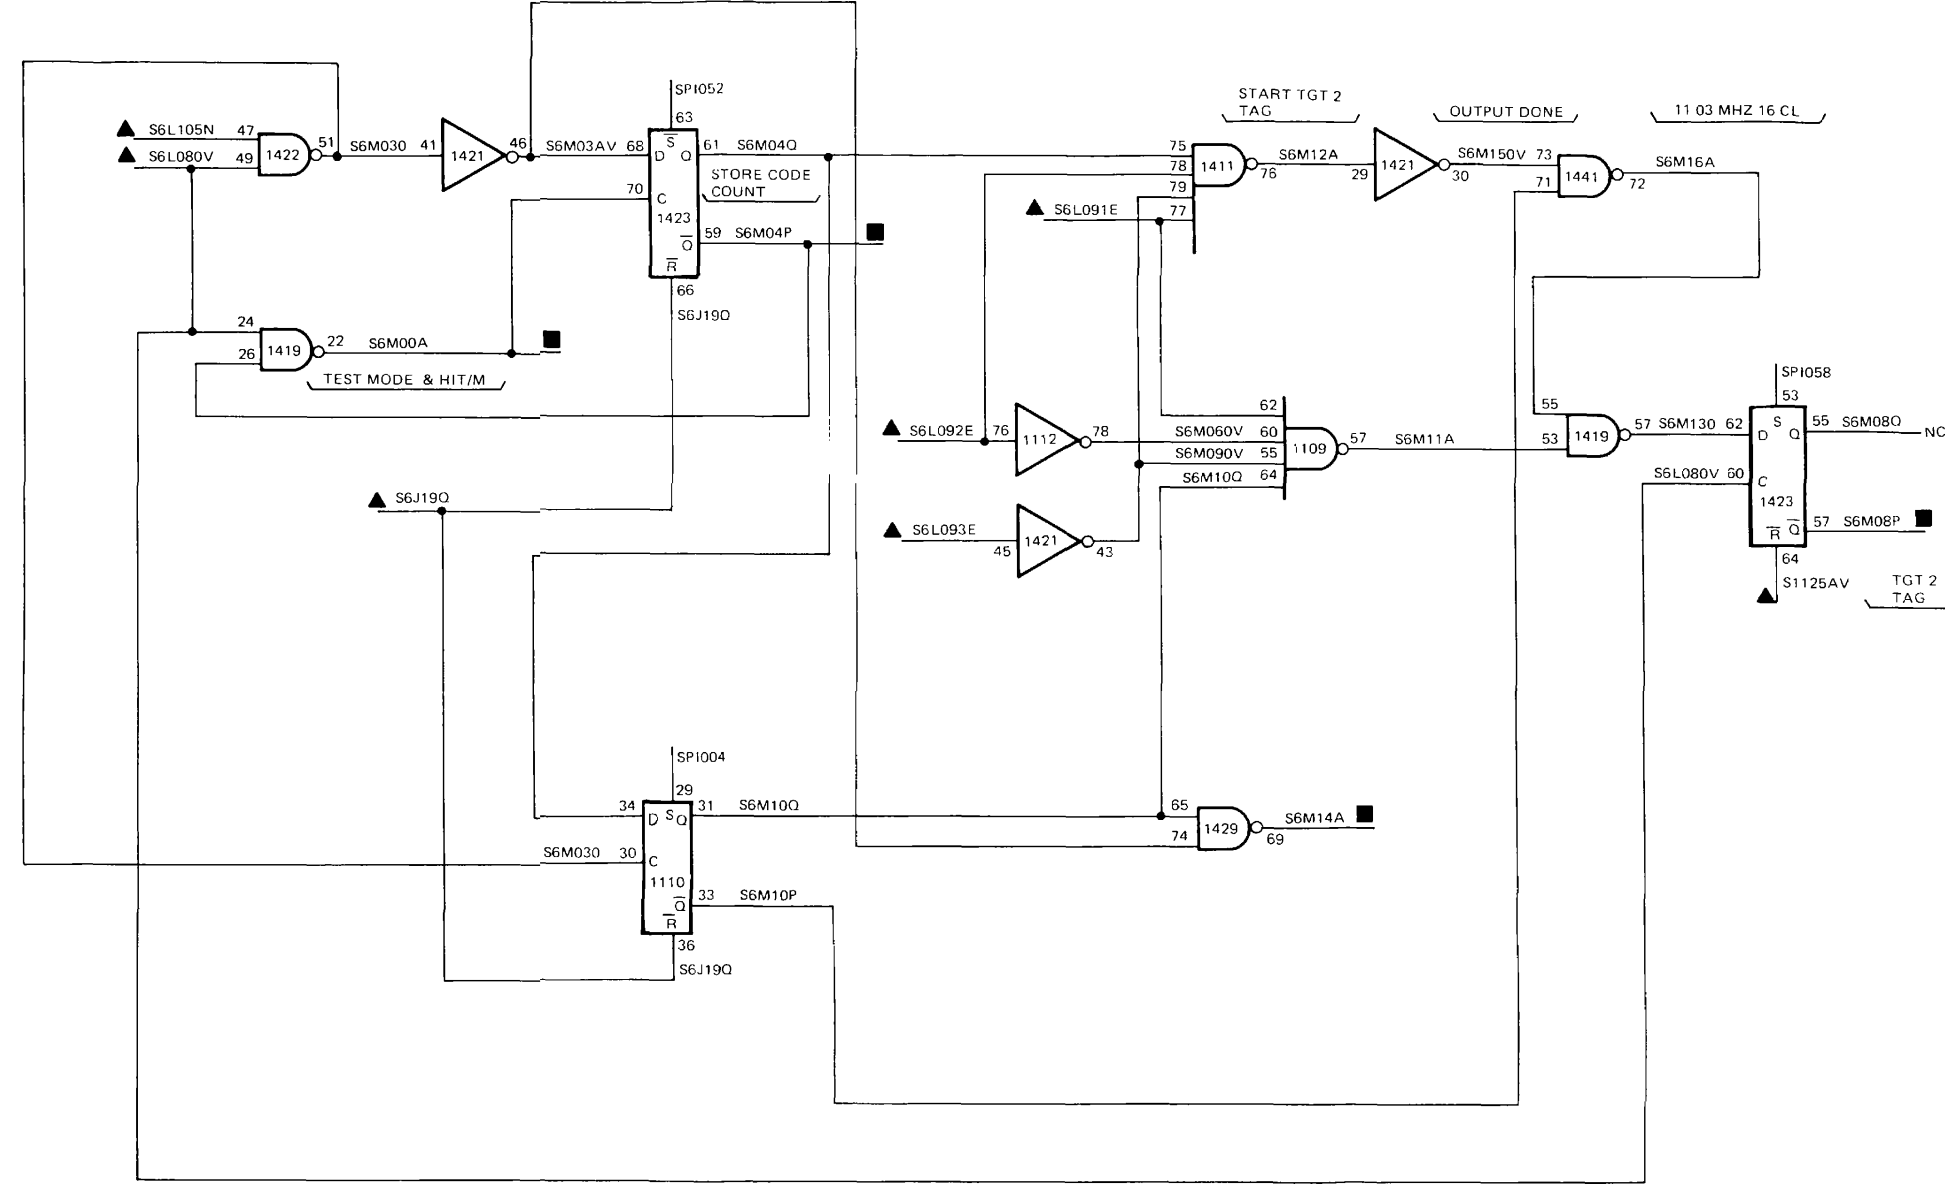 SPI052
63
START TGT 2
TAG
OUTPUT DONE
11 03 MHZ 16 CL
S6L105N 47
S6L080V 49
1422
51 S6M030 41
1421
46 S6M03AV 68
S
D Q
61 S6M04Q
STORE CODE
COUNT
70
C
1423
59 S6M04P
Q
R
66
S6J19Q
75
78
79
77
S6L091E
1411
S6M12A
76
29
1421
S6M150V 73
30
71
1441
S6M16A
72
24
26
1419
22 S6M00A
TEST MODE & HIT/M
SPI058
53
S6L092E 76
1112
78
S6M060V 60
S6M090V 55
S6M10Q 64
62
1109
57 S6M11A
55
53
1419
57 S6M130 62
S
D Q
55 S6M08Q
NC
S6L080V 60
C
1423
R Q
57 S6M08P
64
S1125AV
TGT 2
TAG
S6J19Q
S6L093E
45
1421
43
SPI004
29
34
D S Q
31 S6M10Q
S6M030 30
C
1110
33 S6M10P
Q
R
36
S6J19Q
65
74
1429
S6M14A
69